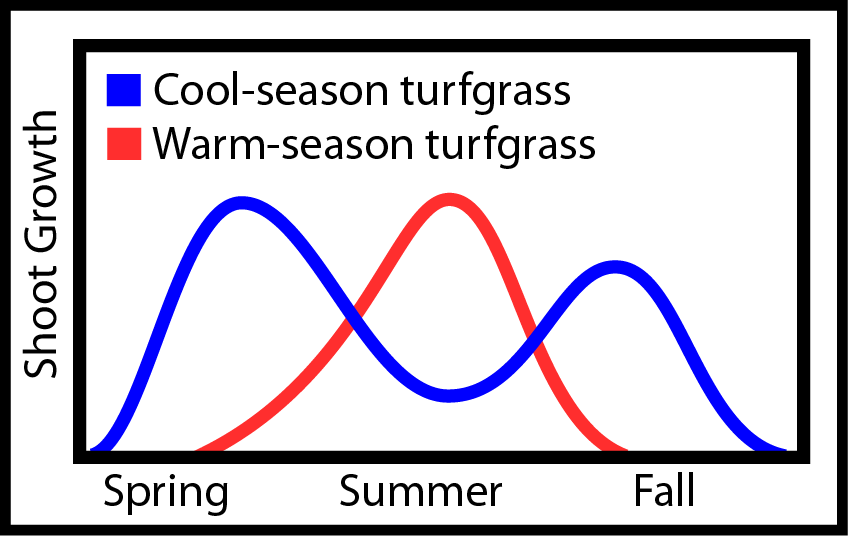 Cool-season turfgrass
Warm-season turfgrass
Shoot Growth
Spring
Summer
Fall